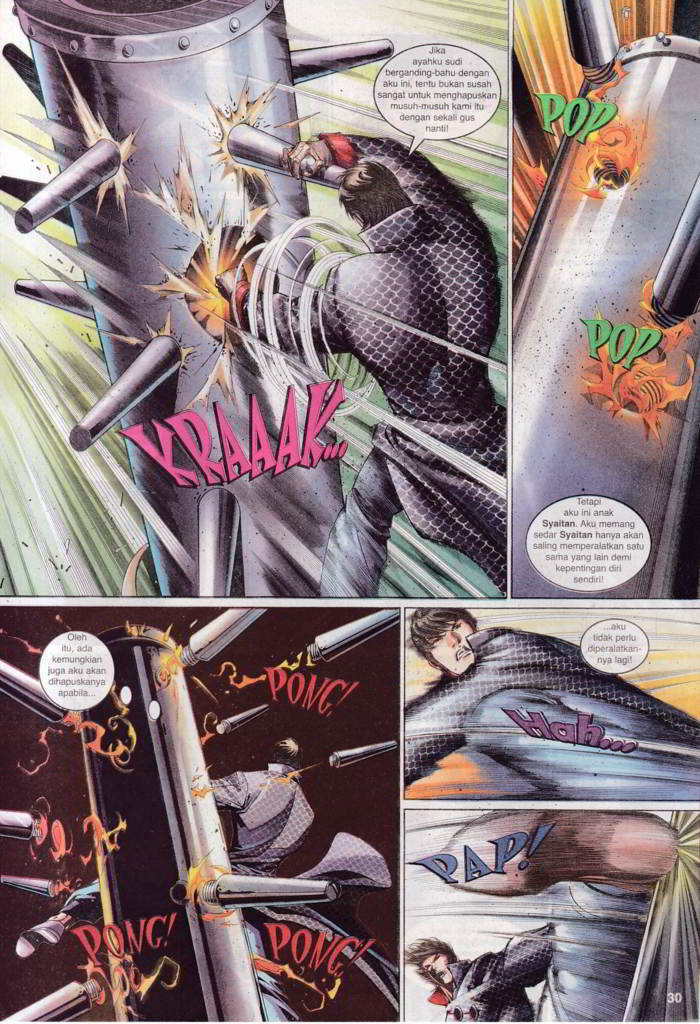 Jika
ayahku sudi
berganding-bahu dengan
aku ini, tentu bukan susah
sangat untuk menghapuskan
musuh-musuh kami itu
dengan sekali gus
nanti!
POP
POP
KRAAAK...
Tetapi
aku ini anak
Syaitan. Aku memang
sedar Syaitan hanya akan
saling memperalatkan satu
sama yang lain demi
kepentingan diri
sendiri!
Oleh
itu, ada
kemungkian
juga aku akan
dihapuskanya
apabila...
PONG!
PONG!
PONG!
...aku
tidak perlu
diperalatkan-
nya lagi!
Hah...
PAP!
30